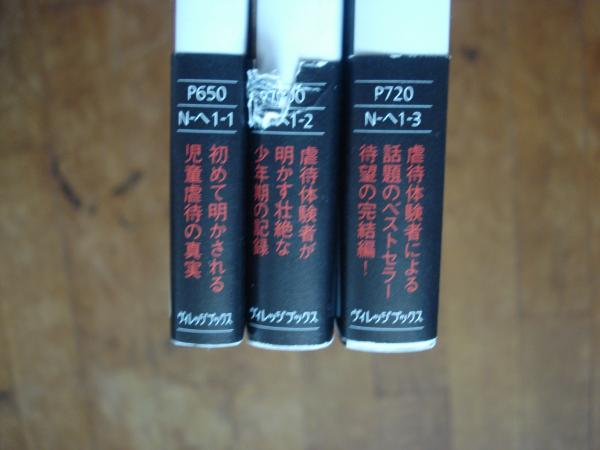 P650
N-ヘ1-1
初めて明かされる
児童虐待の真実
ヴィレッジブックス
ヘ1-2
虐待体験者が
明かす壮絶な
少年期の記録
ヴィレッジブックス
P720
N-ヘ1-3
虐待体験者による
話題のベストセラー
待望の完結編!
ヴィレッジブックス